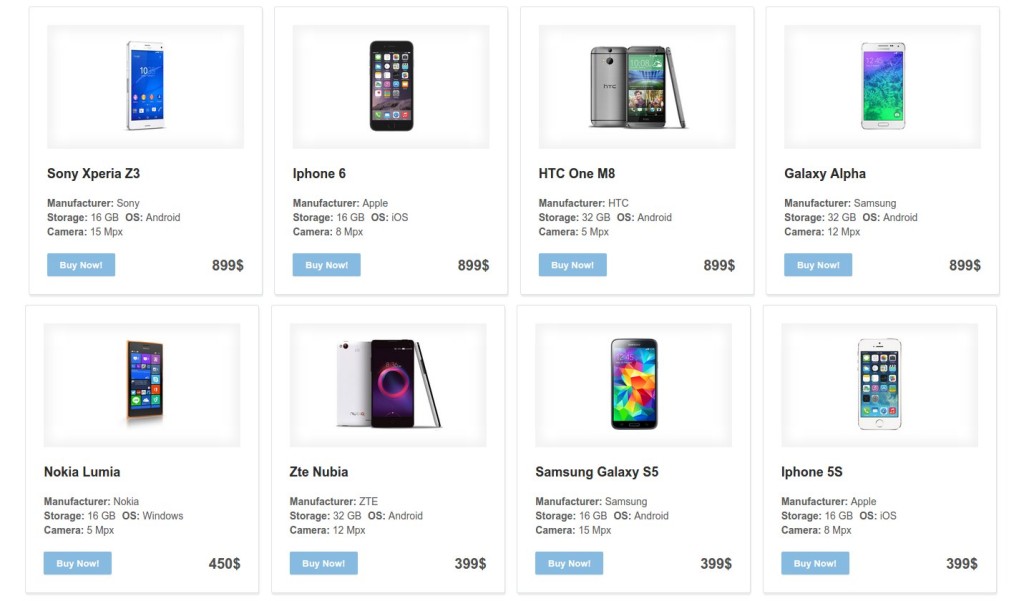 Sony Xperia Z3
Manufacturer: Sony
Storage: 16 GB OS: Android
Camera: 15 Mpx
Buy Now! 899$
Iphone 6
Manufacturer: Apple
Storage: 16 GB OS: iOS
Camera: 8 Mpx
Buy Now! 899$
HTC One M8
Manufacturer: HTC
Storage: 32 GB OS: Android
Camera: 5 Mpx
Buy Now! 899$
Galaxy Alpha
Manufacturer: Samsung
Storage: 32 GB OS: Android
Camera: 12 Mpx
Buy Now! 899$
Nokia Lumia
Manufacturer: Nokia
Storage: 16 GB OS: Windows
Camera: 5 Mpx
Buy Now! 450$
Zte Nubia
Manufacturer: ZTE
Storage: 32 GB OS: Android
Camera: 12 Mpx
Buy Now! 399$
Samsung Galaxy S5
Manufacturer: Samsung
Storage: 16 GB OS: Android
Camera: 15 Mpx
Buy Now! 399$
Iphone 5S
Manufacturer: Apple
Storage: 16 GB OS: iOS
Camera: 8 Mpx
Buy Now! 399$